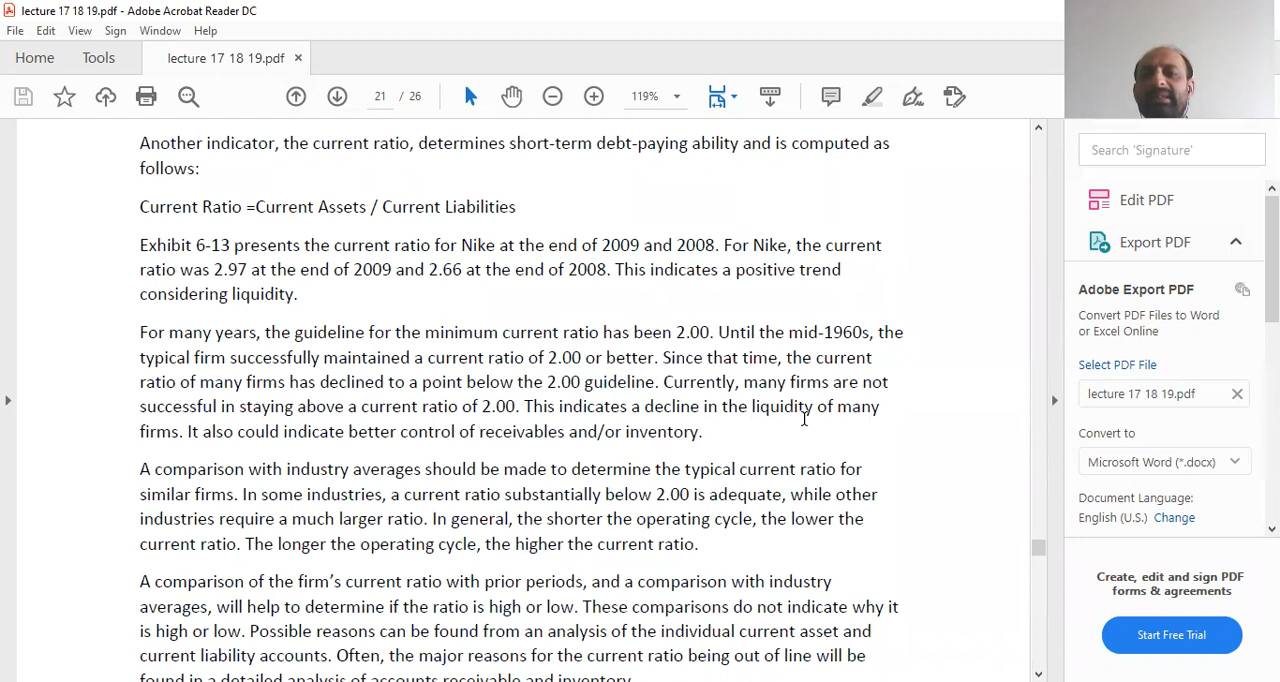 lecture 17 18 19.pdf - Adobe Acrobat Reader DC
File Edit View Sign Window Help
Home Tools lecture 17 18 19.pdf ×
21 / 26 119%
Another indicator, the current ratio, determines short-term debt-paying ability and is computed as
follows:
Current Ratio =Current Assets / Current Liabilities
Exhibit 6-13 presents the current ratio for Nike at the end of 2009 and 2008. For Nike, the current
ratio was 2.97 at the end of 2009 and 2.66 at the end of 2008. This indicates a positive trend
considering liquidity.
For many years, the guideline for the minimum current ratio has been 2.00. Until the mid-1960s, the
typical firm successfully maintained a current ratio of 2.00 or better. Since that time, the current
ratio of many firms has declined to a point below the 2.00 guideline. Currently, many firms are not
successful in staying above a current ratio of 2.00. This indicates a decline in the liquidity of many
firms. It also could indicate better control of receivables and/or inventory.
A comparison with industry averages should be made to determine the typical current ratio for
similar firms. In some industries, a current ratio substantially below 2.00 is adequate, while other
industries require a much larger ratio. In general, the shorter the operating cycle, the lower the
current ratio. The longer the operating cycle, the higher the current ratio.
A comparison of the firm’s current ratio with prior periods, and a comparison with industry
averages, will help to determine if the ratio is high or low. These comparisons do not indicate why it
is high or low. Possible reasons can be found from an analysis of the individual current asset and
current liability accounts. Often, the major reasons for the current ratio being out of line will be
found in a detailed analysis of accounts receivable and inventory.
Search 'Signature'
Edit PDF
Export PDF
Adobe Export PDF
Convert PDF Files to Word
or Excel Online
Select PDF File
lecture 17 18 19.pdf
Convert to
Microsoft Word (*.docx)
Document Language:
English (U.S.) Change
Create, edit and sign PDF
forms & agreements
Start Free Trial